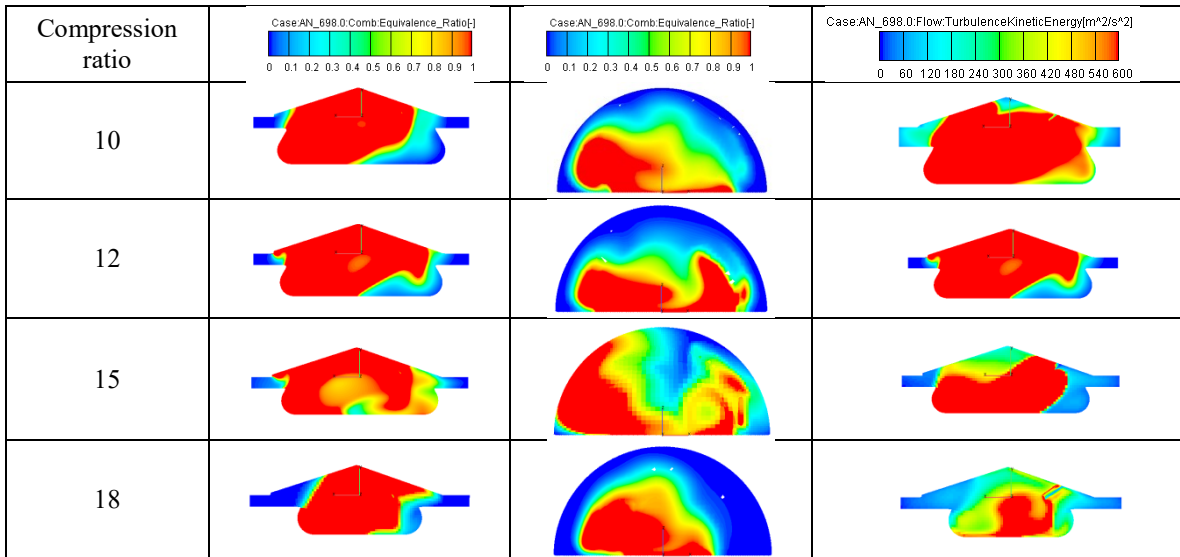 Compression
ratio
Case:AN_698.0:Comb:Equivalence_Ratio[-]
0 0.1 0.2 0.3 0.4 0.5 0.6 0.7 0.8 0.9 1
Case:AN_698.0:Comb:Equivalence_Ratio[-]
0 0.1 0.2 0.3 0.4 0.5 0.6 0.7 0.8 0.9 1
Case:AN_698.0:Flow:TurbulenceKineticEnergy[m^2/s^2]
0 60 120 180 240 300 360 420 480 540 600
10
12
15
18